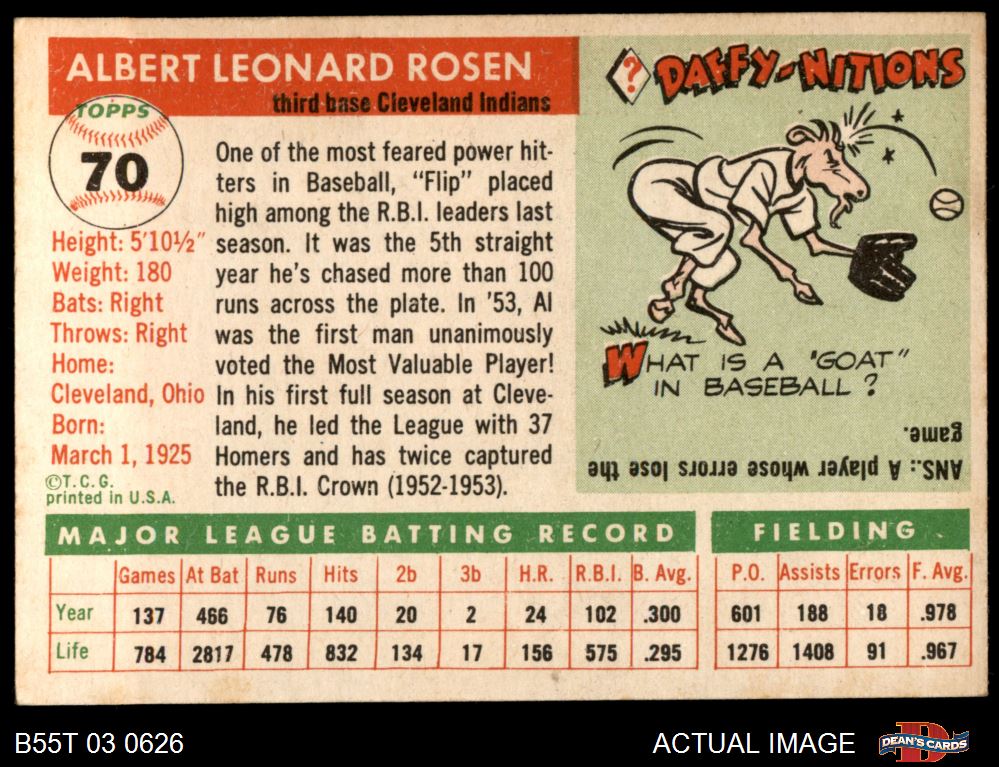 ALBERT LEONARD ROSEN
third base Cleveland Indians
TOPPS
70
Height: 5'10½"
Weight: 180
Bats: Right
Throws: Right
Home:
Cleveland, Ohio
Born:
March 1, 1925
©T.C.G.
printed in U.S.A.
One of the most feared power hit-
ters in Baseball, "Flip" placed
high among the R.B.I. leaders last
season. It was the 5th straight
year he's chased more than 100
runs across the plate. In '53, Al
was the first man unanimously
voted the Most Valuable Player!
In his first full season at Cleve-
land, he led the League with 37
Homers and has twice captured
the R.B.I. Crown (1952-1953).
? DAFFY-NITIONS
WHAT IS A "GOAT"
IN BASEBALL?
ANS.: A player whose errors lose the
game.
MAJOR LEAGUE BATTING RECORD
Games At Bat Runs Hits 2b 3b H.R. R.B.I. B. Avg.
Year 137 466 76 140 20 2 24 102 .300
Life 784 2817 478 832 134 17 156 575 .295
FIELDING
P.O. Assists Errors F. Avg.
601 188 18 .978
1276 1408 91 .967
B55T 03 0626
ACTUAL IMAGE
D
DEAN'S CARDS